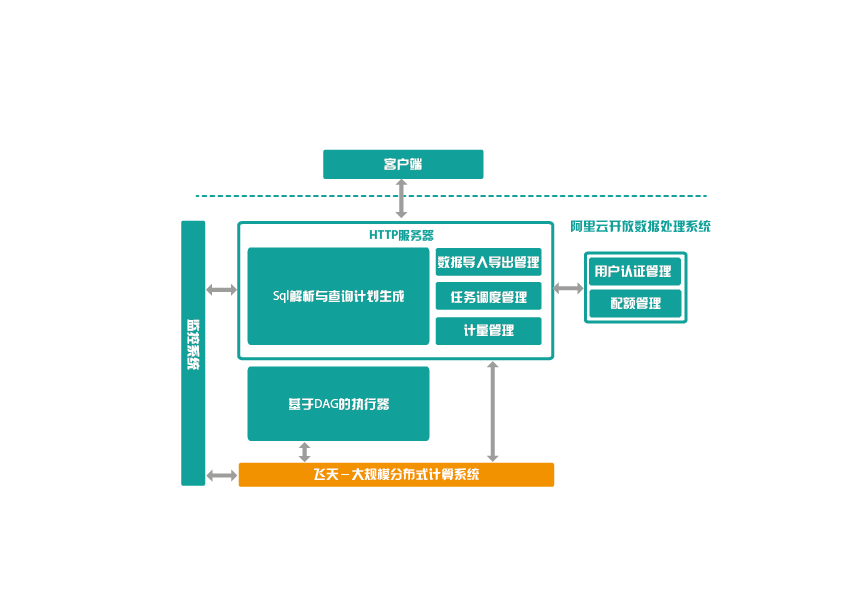 客户端
阿里云开放数据处理系统
HTTP服务器
数据导入导出管理
Sql解析与查询计划生成
任务调度管理
计量管理
用户认证管理
配额管理
监控系统
基于DAG的执行器
飞天－大规模分布式计算系统